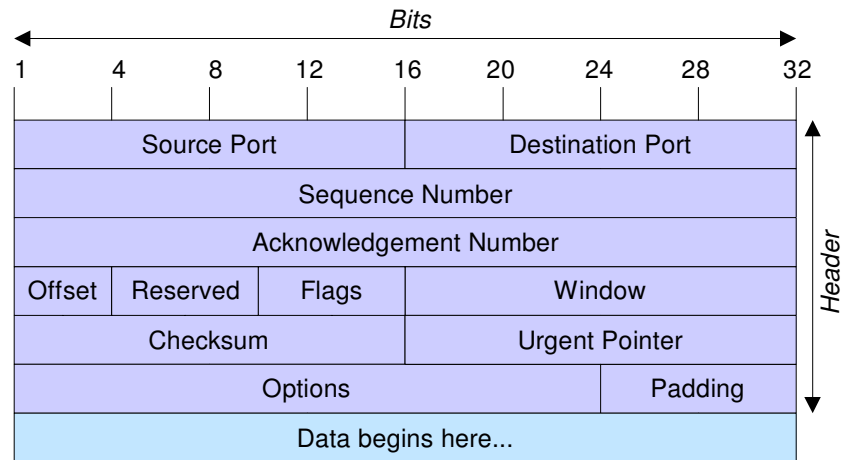 Bits
1 4 8 12 16 20 24 28 32
Source Port Destination Port
Sequence Number
Acknowledgement Number
Offset Reserved Flags Window
Checksum Urgent Pointer
Options Padding
Data begins here...
Header